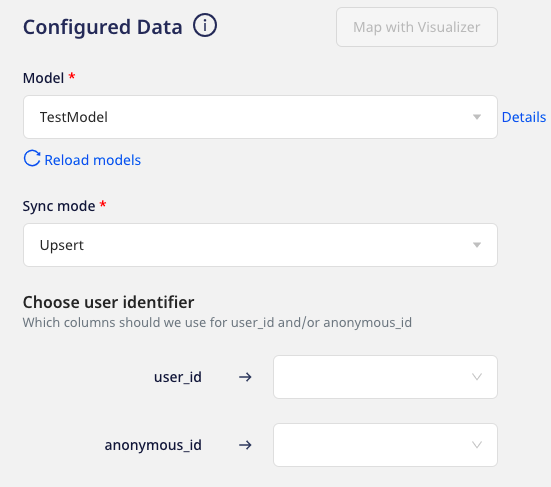 Configured Data
Map with Visualizer
Model *
TestModel
Details
Reload models
Sync mode *
Upsert
Choose user identifier
Which columns should we use for user_id and/or anonymous_id
user_id →
anonymous_id →